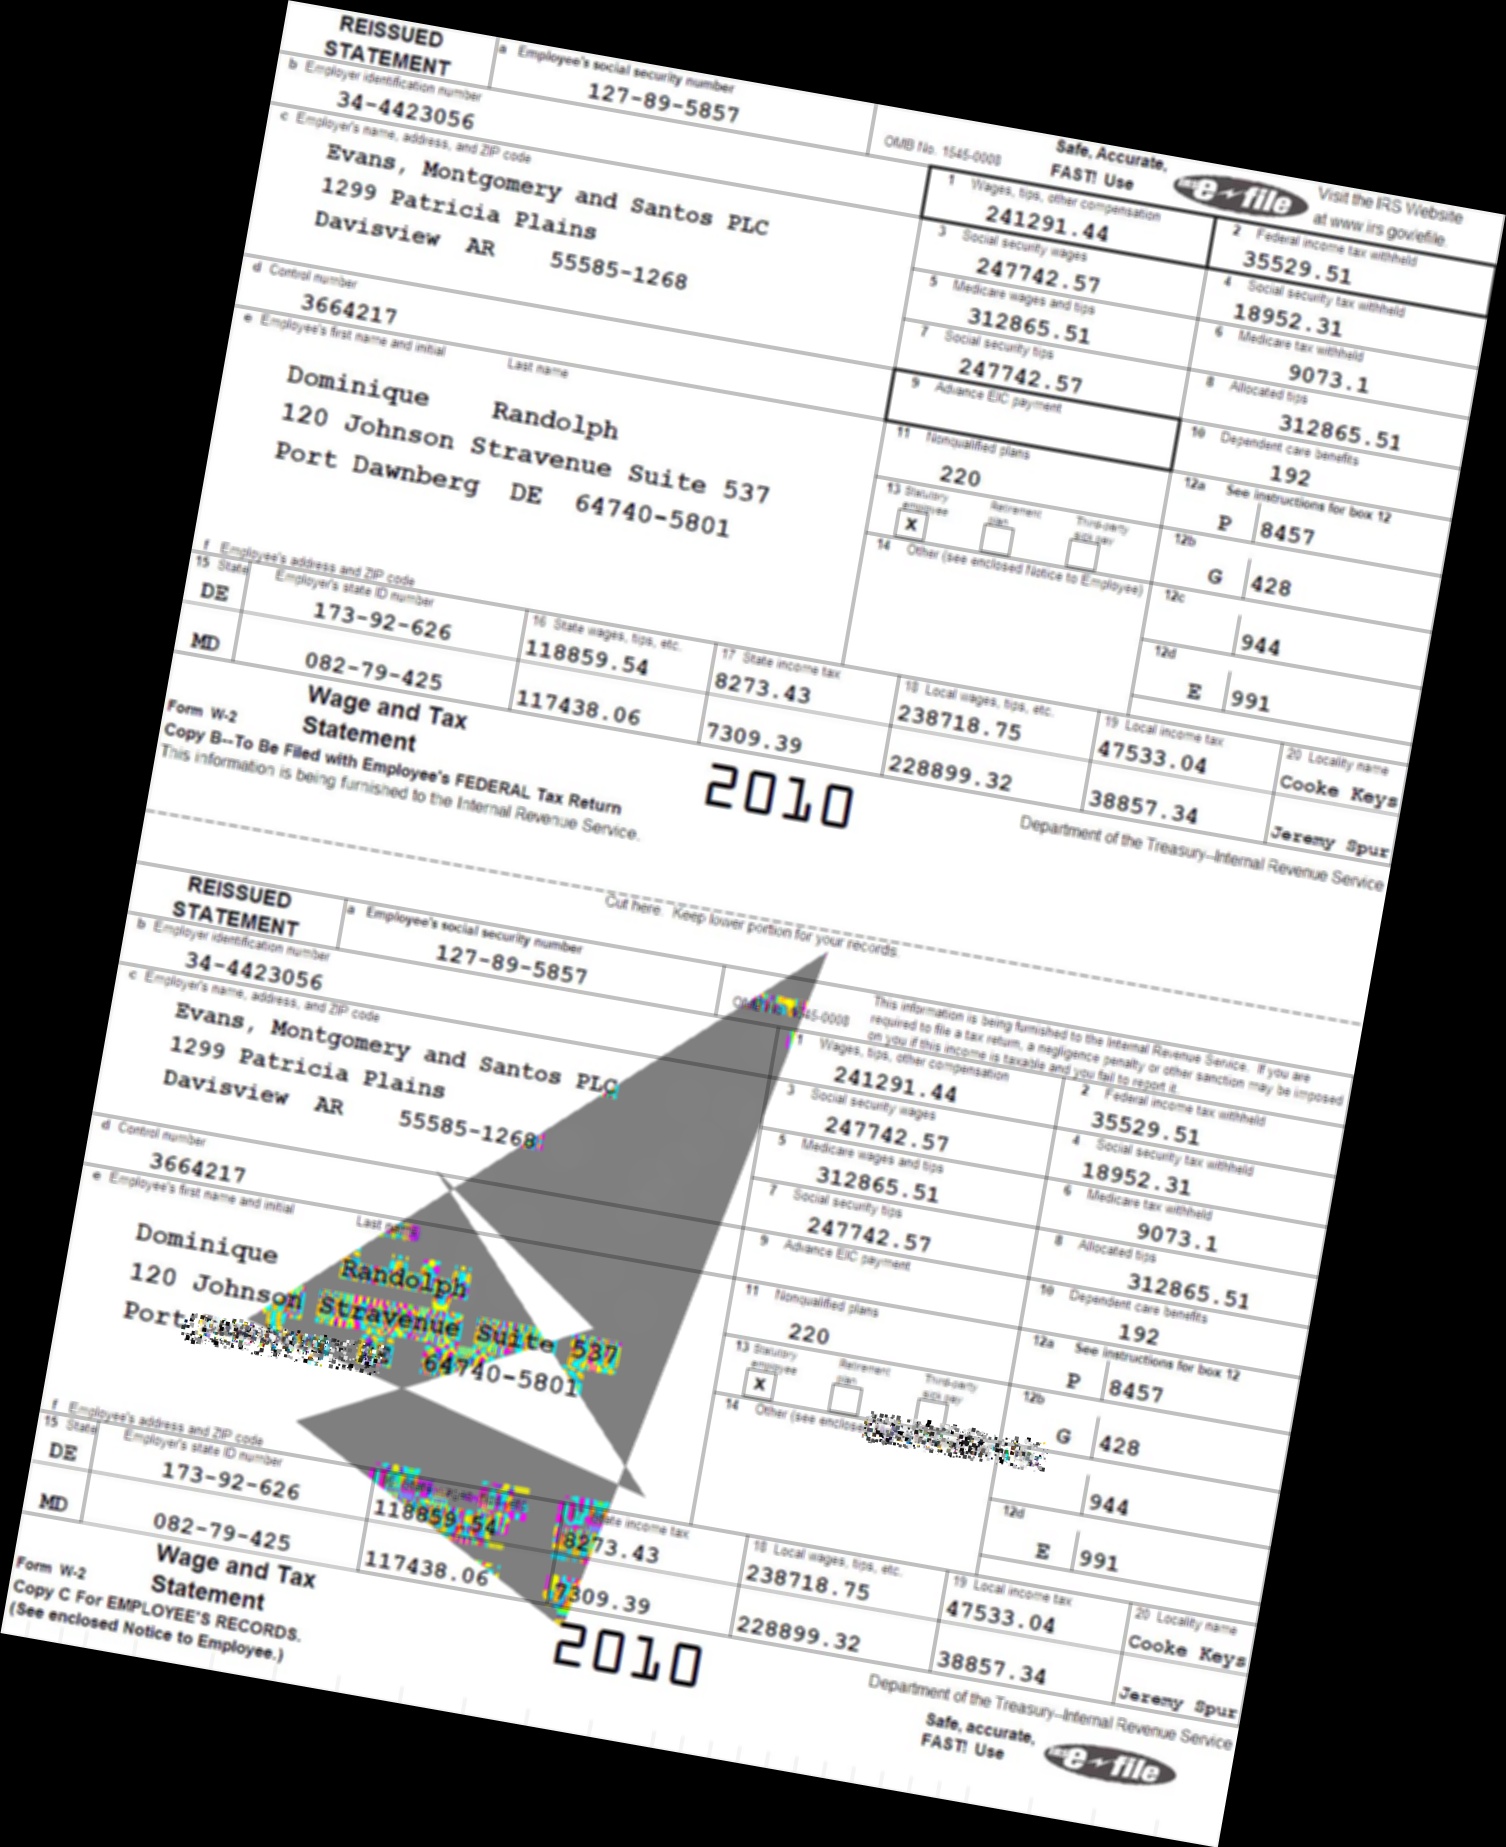 REISSUED
STATEMENT
a Employee's social security number
127-89-5857
OMB No. 1545-0008
Safe, Accurate,
FAST! Use
IRS e-file
Visit the IRS Website
at www.irs.gov/efile.
b Employer identification number
34-4423056
c Employer's name, address, and ZIP code
Evans, Montgomery and Santos PLC
1299 Patricia Plains
Davisview AR 55585-1268
1 Wages, tips, other compensation
241291.44
2 Federal income tax withheld
35529.51
3 Social security wages
247742.57
4 Social security tax withheld
18952.31
5 Medicare wages and tips
312865.51
6 Medicare tax withheld
9073.1
d Control number
3664217
7 Social security tips
247742.57
8 Allocated tips
312865.51
e Employee's first name and initial Last name
Dominique Randolph
120 Johnson Stravenue Suite 537
Port Dawnberg DE 64740-5801
9 Advance EIC payment
10 Dependent care benefits
192
11 Nonqualified plans
220
12a See instructions for box 12
P 8457
13 Statutory employee Retirement plan Third-party sick pay
X
12b
G 428
14 Other (see enclosed Notice to Employee)
12c
944
12d
E 991
f Employee's address and ZIP code
15 State Employer's state ID number
DE 173-92-626
MD 082-79-425
16 State wages, tips, etc.
118859.54
117438.06
17 State income tax
8273.43
7309.39
18 Local wages, tips, etc.
238718.75
228899.32
19 Local income tax
47533.04
38857.34
20 Locality name
Cooke Keys
Jeremy Spur
Form W-2
Wage and Tax
Statement
2010
Copy B--To Be Filed with Employee's FEDERAL Tax Return
This information is being furnished to the Internal Revenue Service.
Department of the Treasury--Internal Revenue Service
Cut here. Keep lower portion for your records.
REISSUED
STATEMENT
a Employee's social security number
127-89-5857
1545-0008
This information is being furnished to the Internal Revenue Service. If you are
required to file a tax return, a negligence penalty or other sanction may be imposed
on you if this income is taxable and you fail to report it.
b Employer identification number
34-4423056
c Employer's name, address, and ZIP code
Evans, Montgomery and Santos PLC
1299 Patricia Plains
Davisview AR 55585-1268
1 Wages, tips, other compensation
241291.44
2 Federal income tax withheld
35529.51
3 Social security wages
247742.57
4 Social security tax withheld
18952.31
5 Medicare wages and tips
312865.51
6 Medicare tax withheld
9073.1
d Control number
3664217
7 Social security tips
247742.57
8 Allocated tips
312865.51
e Employee's first name and initial Last name
Dominique Randolph
120 Johnson Stravenue Suite 537
Port 64740-5801
9 Advance EIC payment
10 Dependent care benefits
192
11 Nonqualified plans
220
12a See instructions for box 12
P 8457
13 Statutory employee Retirement plan Third-party sick pay
X
12b
G 428
14 Other (see
944
12d
E 991
f Employee's address and ZIP code
15 State Employer's state ID number
DE 173-92-626
MD 082-79-425
118859.54
117438.06
State income tax
8273.43
7309.39
18 Local wages, tips, etc.
238718.75
228899.32
19 Local income tax
47533.04
38857.34
20 Locality name
Cooke Keys
Jeremy Spur
Form W-2
Wage and Tax
Statement
2010
Copy C For EMPLOYEE'S RECORDS.
(See enclosed Notice to Employee.)
Department of the Treasury--Internal Revenue Service
Safe, accurate,
FAST! Use
IRS e-file